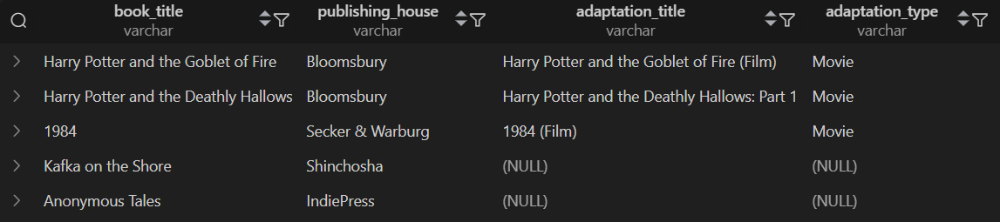 book_title publishing_house adaptation_title adaptation_type
varchar varchar varchar varchar
Harry Potter and the Goblet of Fire Bloomsbury Harry Potter and the Goblet of Fire (Film) Movie
Harry Potter and the Deathly Hallows Bloomsbury Harry Potter and the Deathly Hallows: Part 1 Movie
1984 Secker & Warburg 1984 (Film) Movie
Kafka on the Shore Shinchosha (NULL) (NULL)
Anonymous Tales IndiePress (NULL) (NULL)